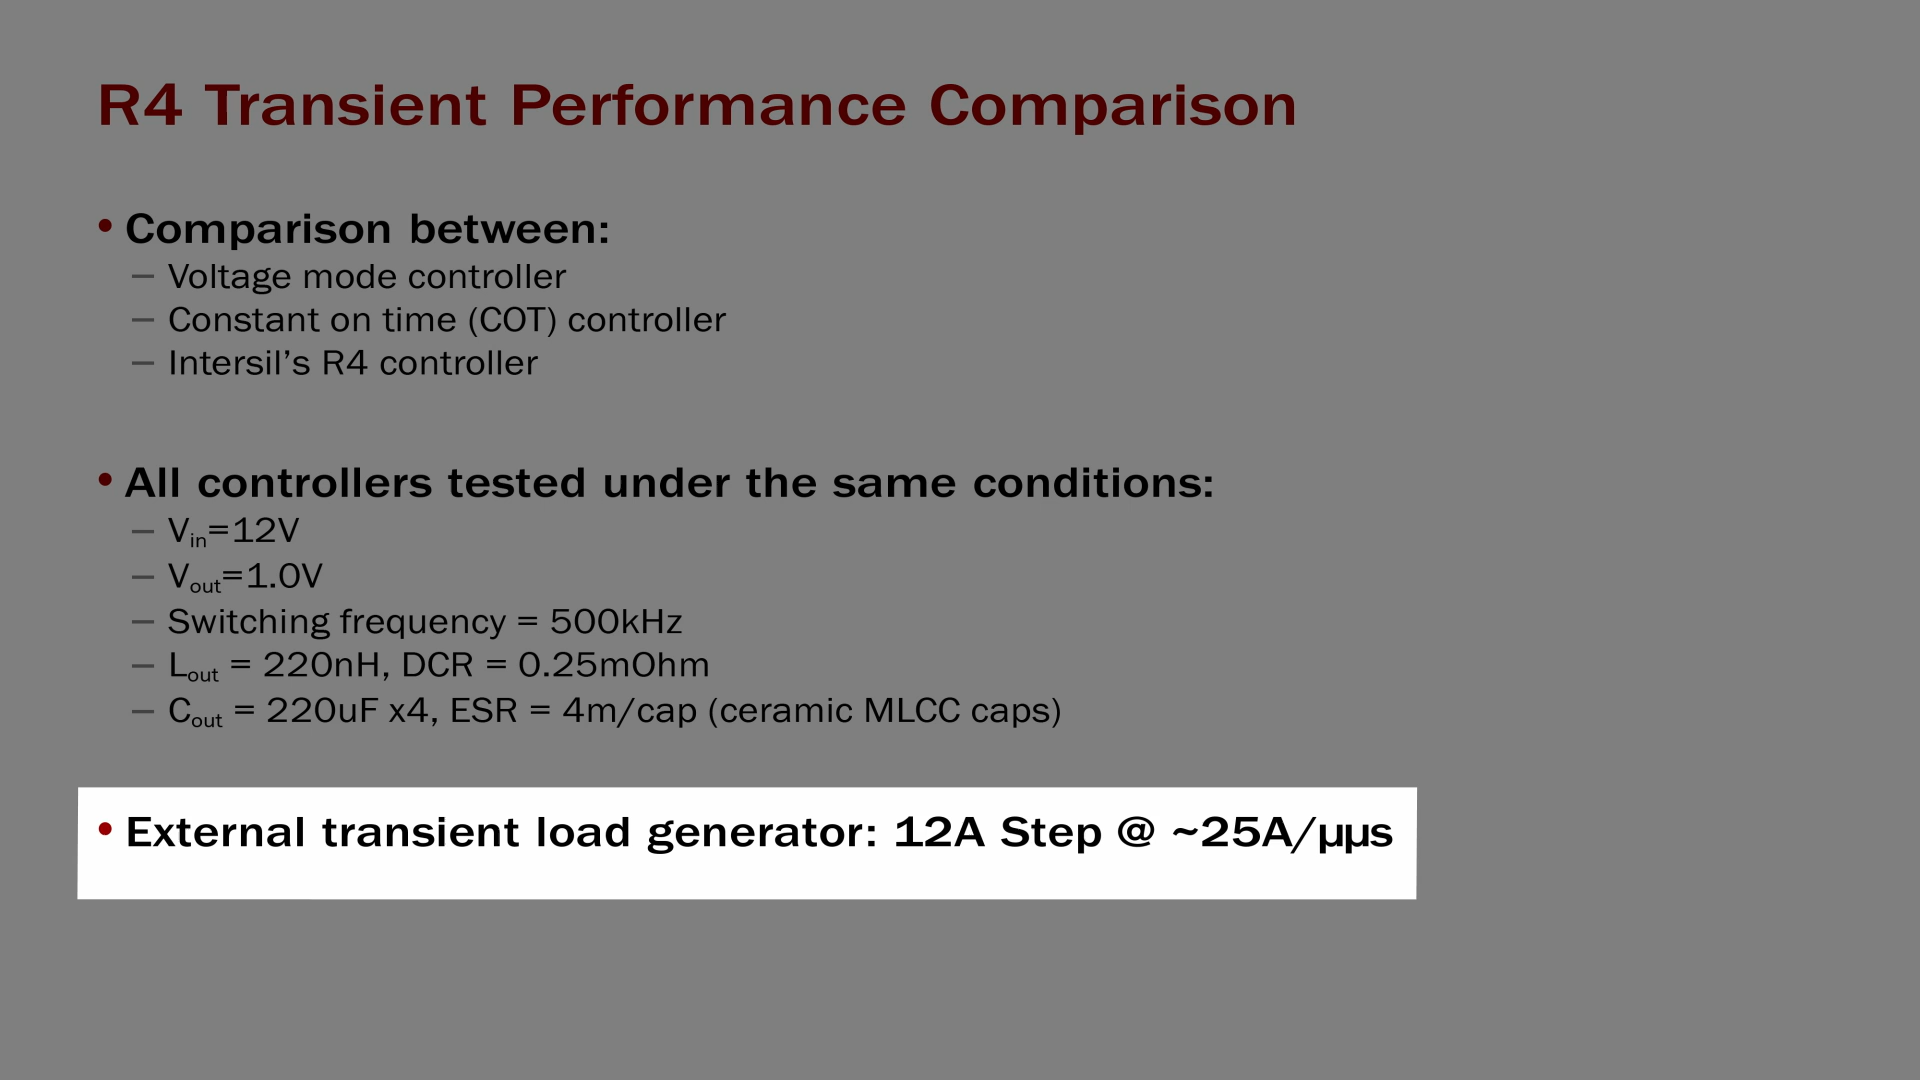 R4 Transient Performance Comparison
• Comparison between:
– Voltage mode controller
– Constant on time (COT) controller
– Intersil’s R4 controller
• All controllers tested under the same conditions:
– Vin=12V
– Vout=1.0V
– Switching frequency = 500kHz
– Lout = 220nH, DCR = 0.25mOhm
– Cout = 220uF x4, ESR = 4m/cap (ceramic MLCC caps)
• External transient load generator: 12A Step @ ~25A/µµs